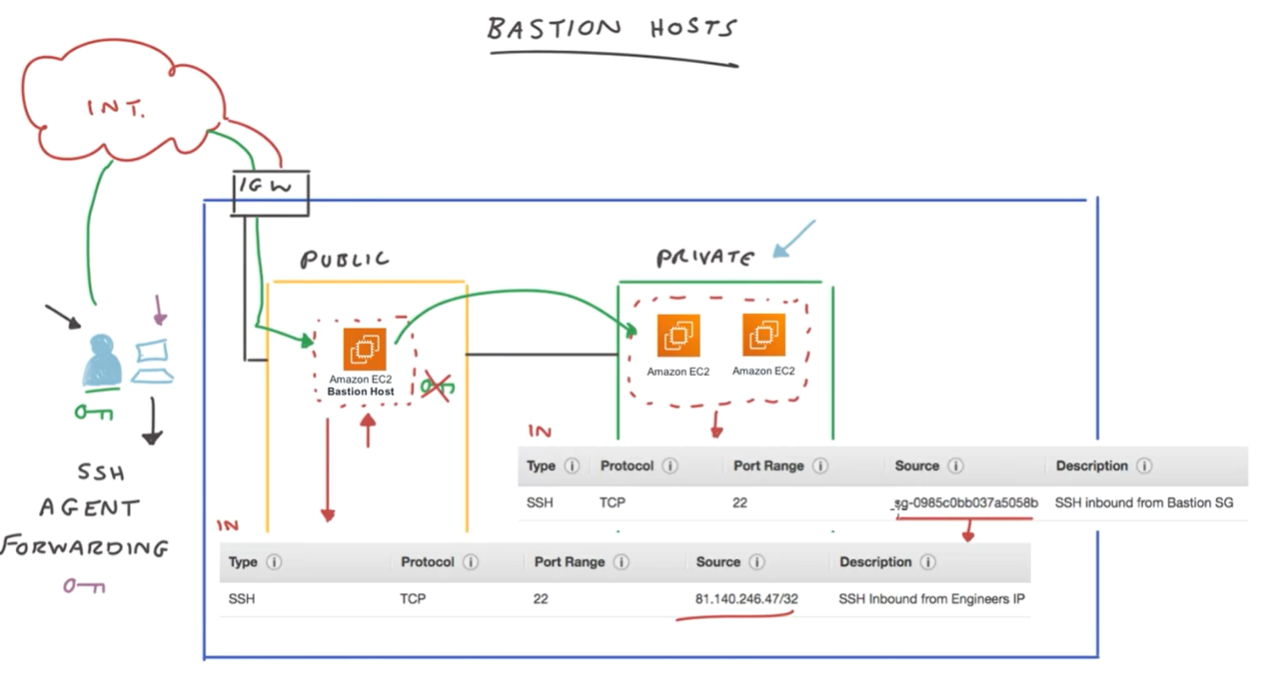 BASTION HOSTS
INT.
IGW
PUBLIC
PRIVATE
Amazon EC2
Bastion Host
Amazon EC2
Amazon EC2
SSH
AGENT
FORWARDING
IN
Type Protocol Port Range Source Description
SSH TCP 22 sg-0985c0bb037a5058b SSH inbound from Bastion SG
IN
Type Protocol Port Range Source Description
SSH TCP 22 81.140.246.47/32 SSH Inbound from Engineers IP